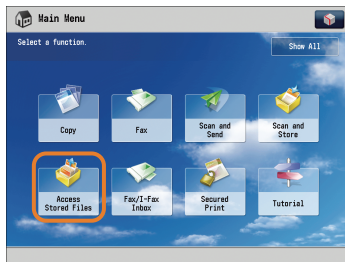 Main Menu
Select a function.
Show All
Copy
Fax
Scan and
Send
Scan and
Store
Access
Stored Files
Fax/I-Fax
Inbox
Secured
Print
Tutorial